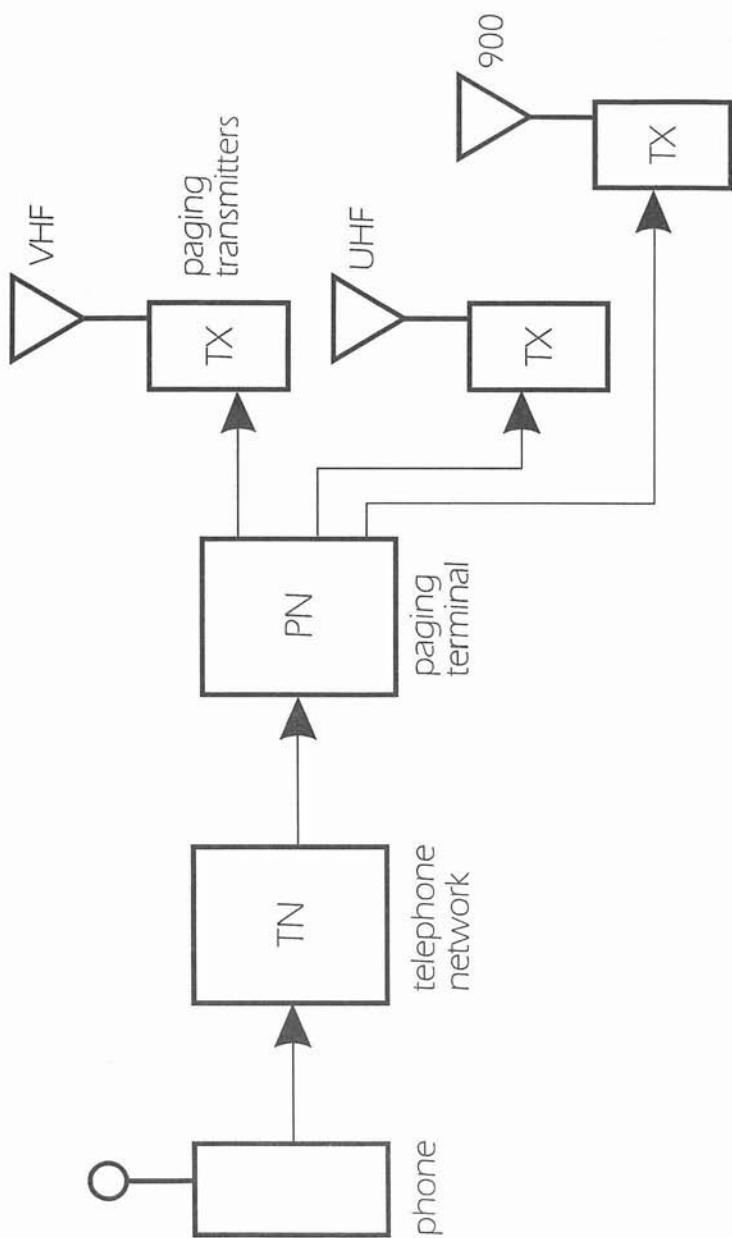 phone
TN
telephone
network
PN
paging
terminal
VHF
TX
paging
transmitters
UHF
TX
900
TX